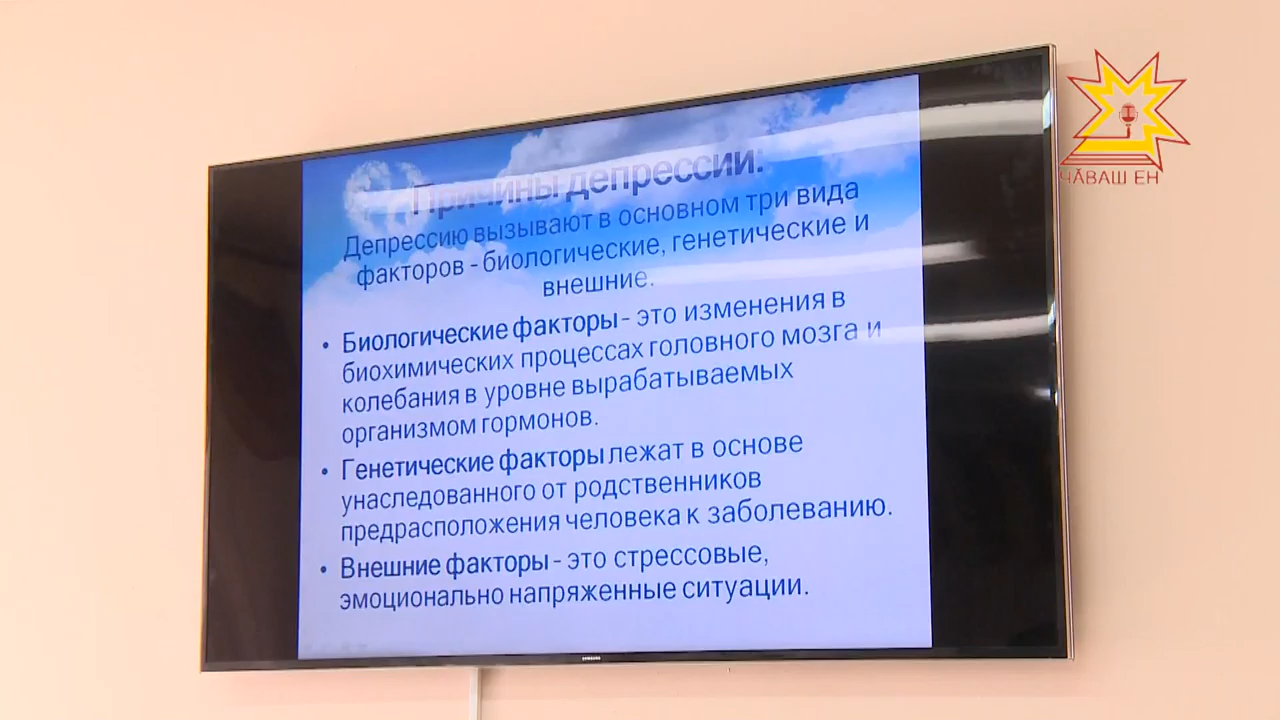 ЧӐВАШ ЕН
Причины депрессии:
Депрессию вызывают в основном три вида
факторов - биологические, генетические и
внешние.
• Биологические факторы - это изменения в
биохимических процессах головного мозга и
колебания в уровне вырабатываемых
организмом гормонов.
• Генетические факторы лежат в основе
унаследованного от родственников
предрасположения человека к заболеванию.
• Внешние факторы - это стрессовые,
эмоционально напряженные ситуации.
SAMSUNG